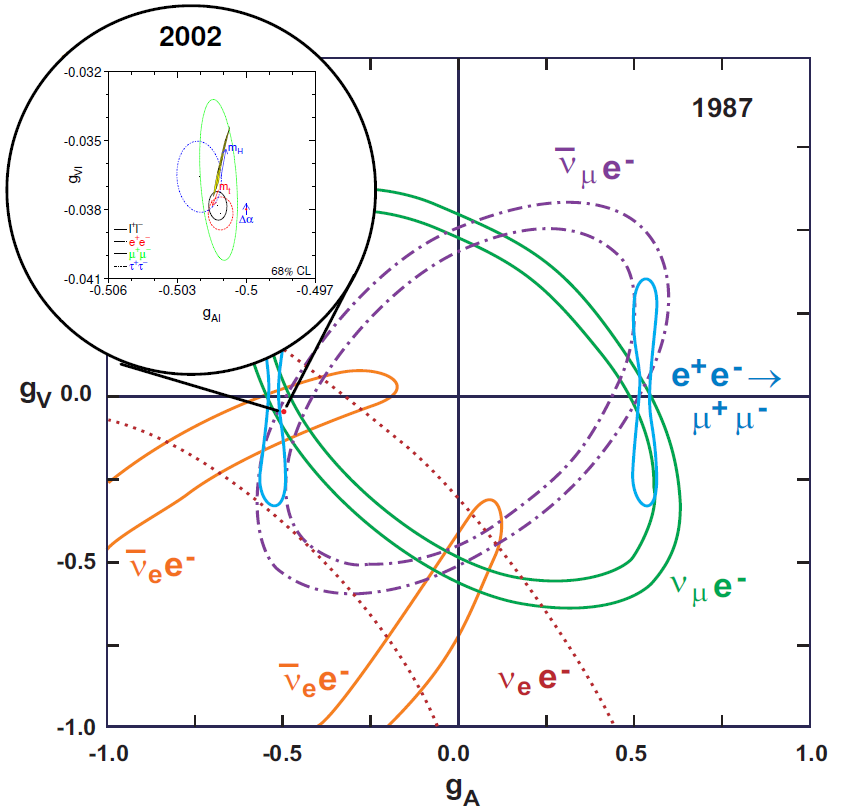 2002
-0.032
-0.035
-0.038
-0.041
g_Vl
m_H
m_t
Δα
l⁺l⁻
e⁺e⁻
μ⁺μ⁻
τ⁺τ⁻
68% CL
-0.506
-0.503
-0.5
-0.497
g_Al
1987
ν̄_μ e⁻
e⁺e⁻→
μ⁺μ⁻
g_V
0.0
-0.5
-1.0
ν̄_e e⁻
ν_μ e⁻
ν̄_e e⁻
ν_e e⁻
-1.0
-0.5
0.0
0.5
1.0
g_A